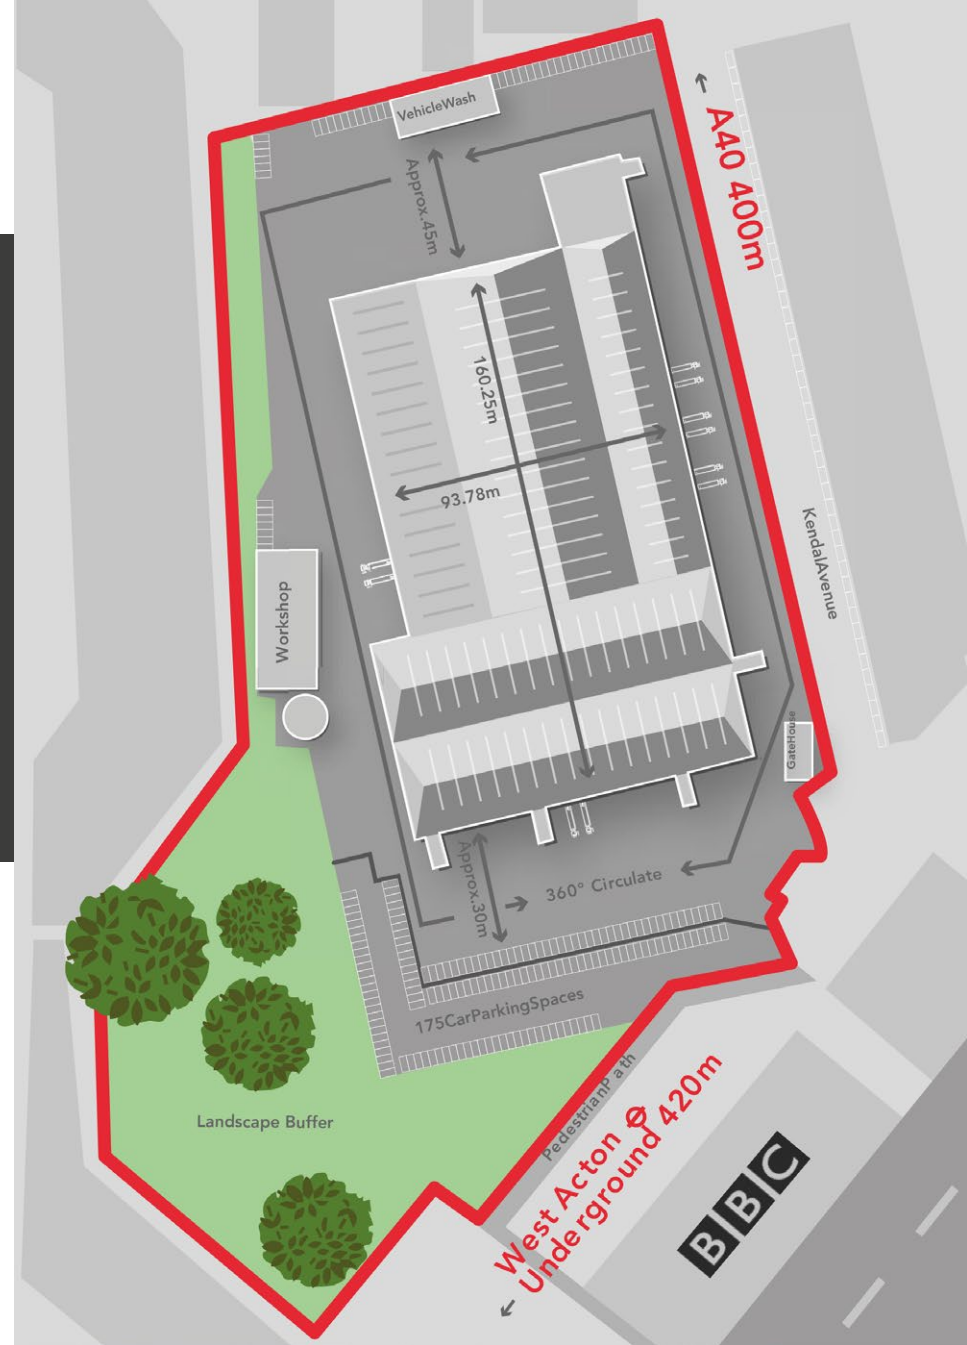 VehicleWash
A40 400m
Approx.45m
160.25m
93.78m
KendalAvenue
Workshop
GateHouse
360° Circulate
Approx.30m
175CarParkingSpaces
PedestrianPath
Landscape Buffer
West Acton
Underground 420m
BBC